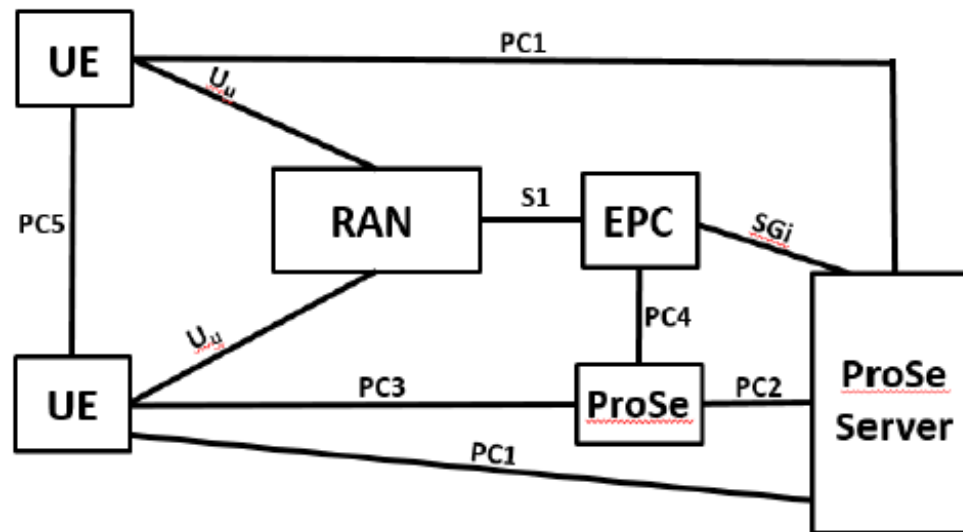 UE
PC1
Uu
RAN
S1
EPC
SGi
PC5
Uu
PC4
UE
PC3
ProSe
PC2
ProSe
Server
PC1